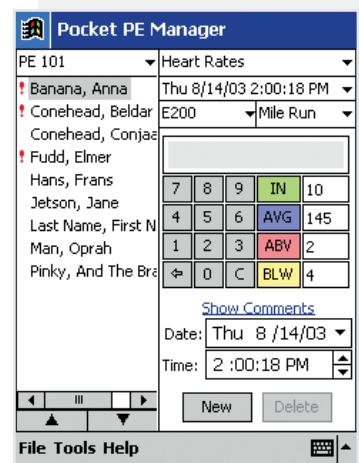 Pocket PE Manager
PE 101 Heart Rates
! Banana, Anna Thu 8/14/03 2:00:18 PM
! Conehead, Beldar E200 Mile Run
Conehead, Conjaa
! Fudd, Elmer
Hans, Frans 7 8 9 IN 10
Jetson, Jane
Last Name, First N 4 5 6 AVG 145
Man, Oprah 1 2 3 ABV 2
Pinky, And The Bra ⇦ 0 C BLW 4
Show Comments
Date: Thu 8 /14/03
Time: 2 :00:18 PM
New Delete
File Tools Help